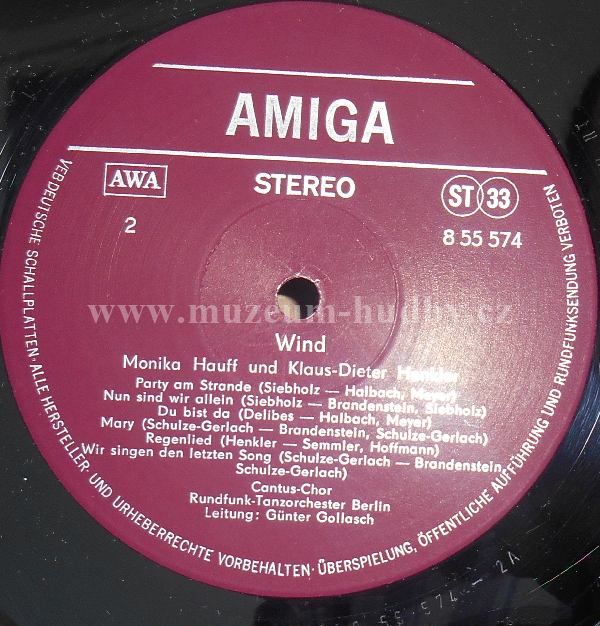 AMIGA
AWA
STEREO
ST 33
2
8 55 574
www.muzeum-hudby.cz
Wind
Monika Hauff und Klaus-Dieter Henkler
Party am Strande (Siebholz — Halbach, Meyer)
Nun sind wir allein (Siebholz — Brandenstein, Siebholz)
Du bist da (Delibes — Halbach, Meyer)
Mary (Schulze-Gerlach — Brandenstein, Schulze-Gerlach)
Regenlied (Henkler — Semmler, Hoffmann)
Wir singen den letzten Song (Schulze-Gerlach — Brandenstein,
Schulze-Gerlach)
Cantus-Chor
Rundfunk-Tanzorchester Berlin
Leitung: Günter Gollasch
VEB DEUTSCHE SCHALLPLATTEN · ALLE HERSTELLER- UND URHEBERRECHTE VORBEHALTEN · ÜBERSPIELUNG, ÖFFENTLICHE AUFFÜHRUNG UND RUNDFUNKSENDUNG VERBOTEN
55 574 – 2A